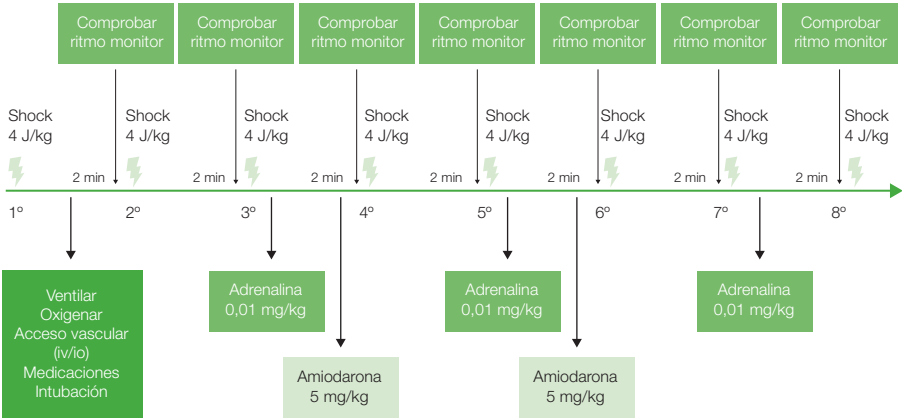 Comprobar
ritmo monitor
Comprobar
ritmo monitor
Comprobar
ritmo monitor
Comprobar
ritmo monitor
Comprobar
ritmo monitor
Comprobar
ritmo monitor
Comprobar
ritmo monitor
Shock
4 J/kg
Shock
4 J/kg
Shock
4 J/kg
Shock
4 J/kg
Shock
4 J/kg
Shock
4 J/kg
Shock
4 J/kg
Shock
4 J/kg
2 min
2 min
2 min
2 min
2 min
2 min
2 min
1º
2º
3º
4º
5º
6º
7º
8º
Ventilar
Oxigenar
Acceso vascular
(iv/io)
Medicaciones
Intubación
Adrenalina
0,01 mg/kg
Adrenalina
0,01 mg/kg
Adrenalina
0,01 mg/kg
Amiodarona
5 mg/kg
Amiodarona
5 mg/kg